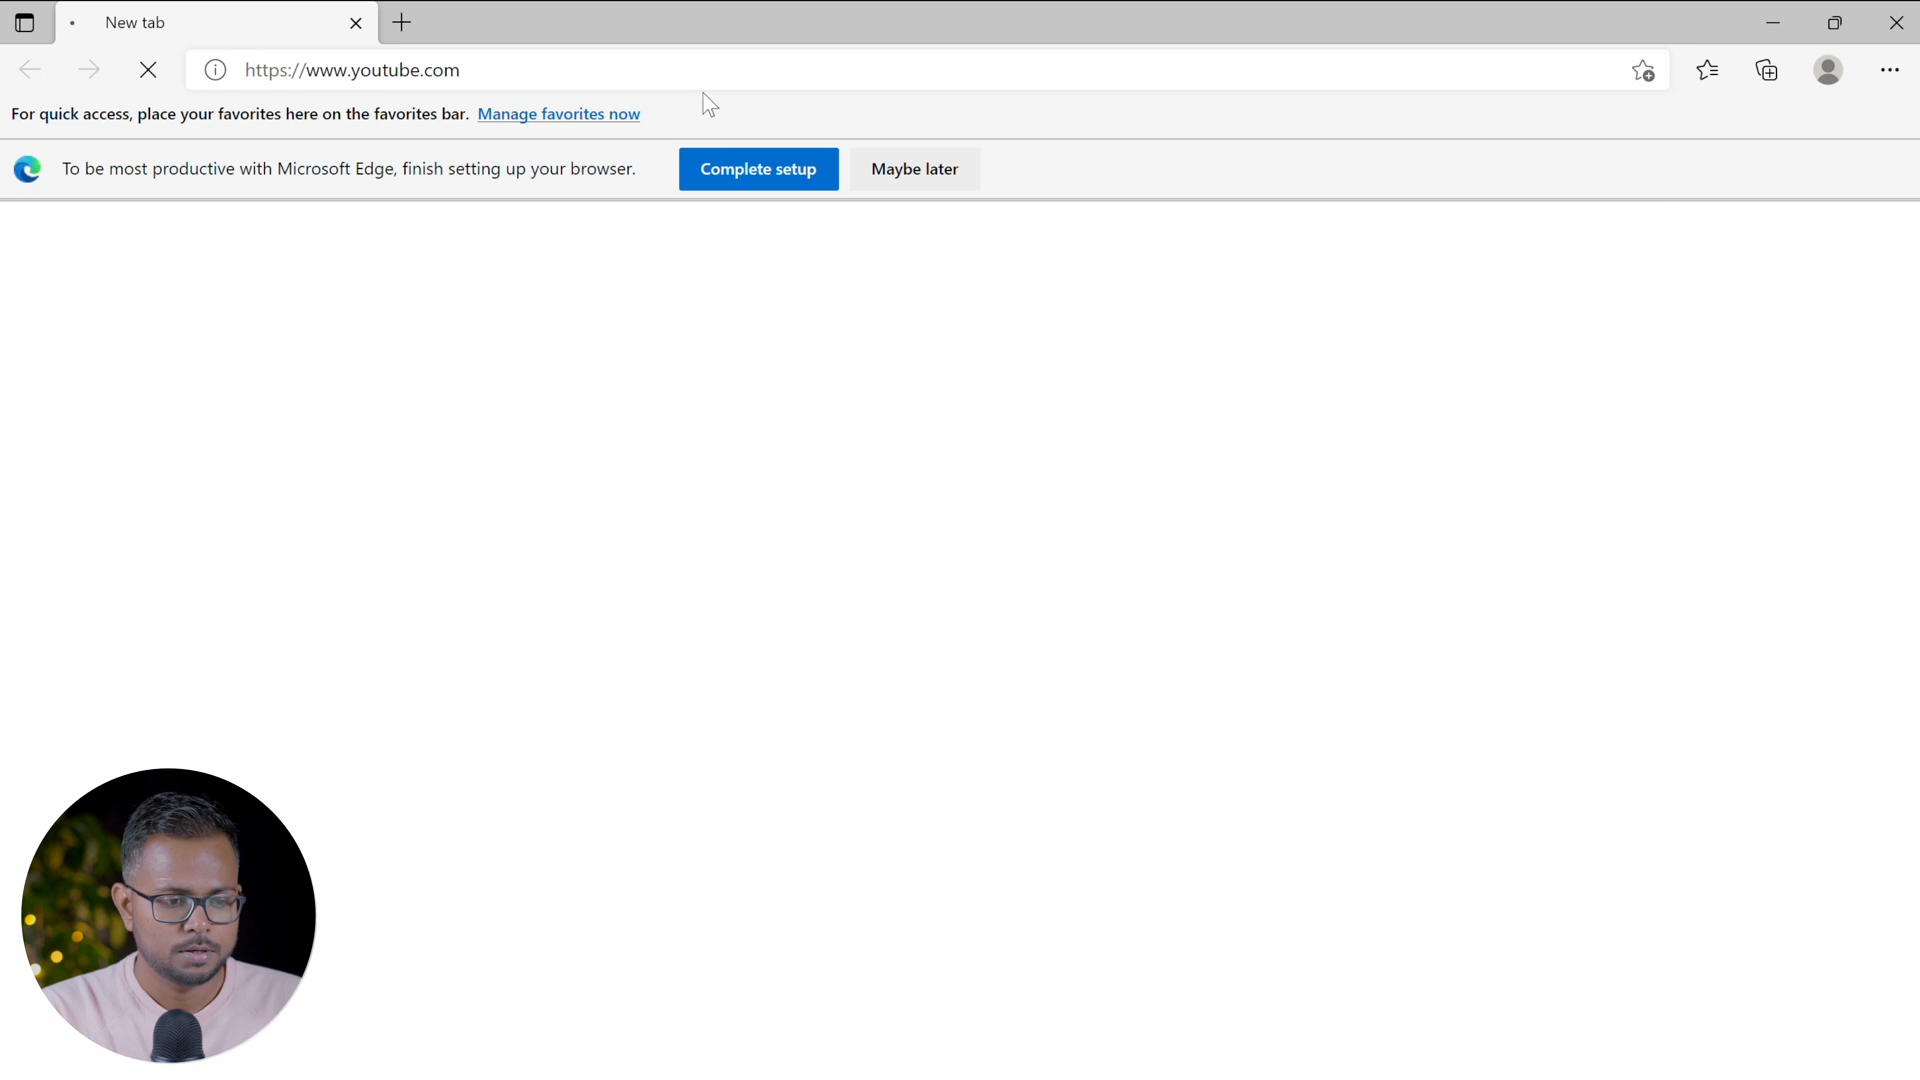 New tab
https://www.youtube.com
For quick access, place your favorites here on the favorites bar. Manage favorites now
To be most productive with Microsoft Edge, finish setting up your browser. Complete setup Maybe later